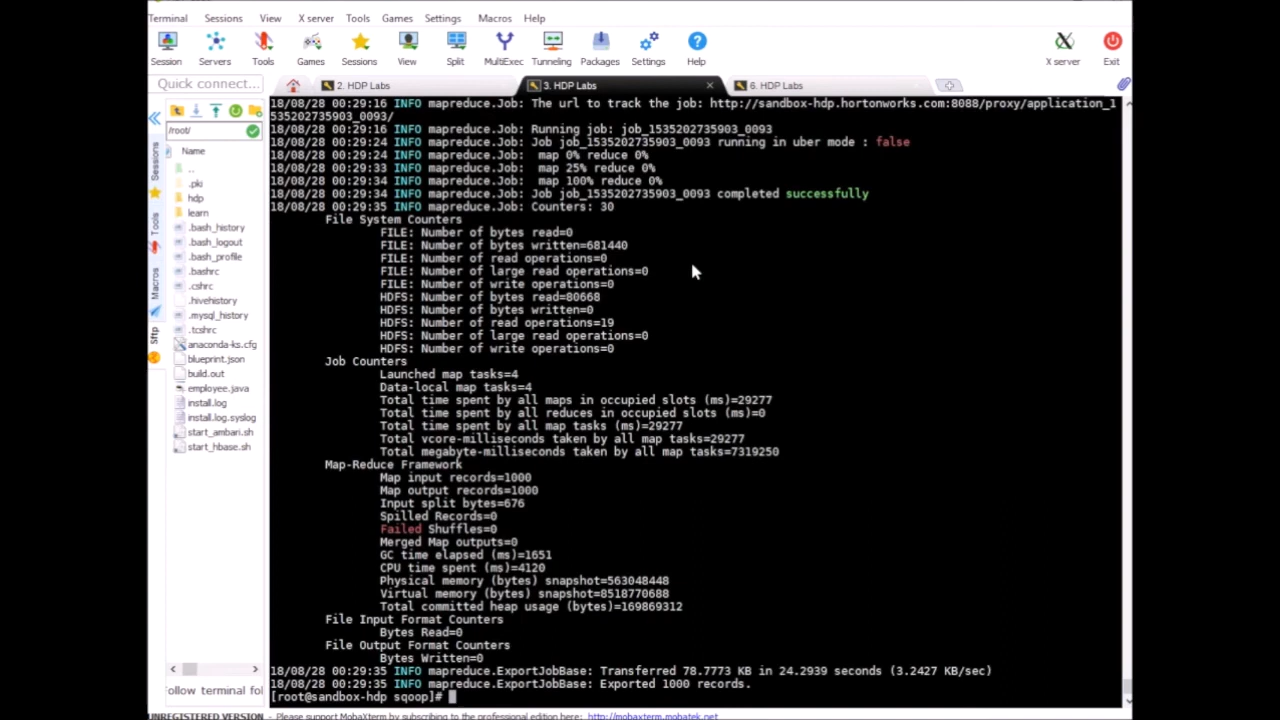 Terminal Sessions View X server Tools Games Settings Macros Help
Session Servers Tools Games Sessions View Split MultiExec Tunneling Packages Settings Help X server Exit
Quick connect... 2. HDP Labs 3. HDP Labs 6. HDP Labs
/root/
Name
..
.pki
hdp
learn
.bash_history
.bash_logout
.bash_profile
.bashrc
.cshrc
.hivehistory
.mysql_history
.tcshrc
anaconda-ks.cfg
blueprint.json
build.out
employee.java
install.log
install.log.syslog
start_ambari.sh
start_hbase.sh
Sessions
Tools
Macros
Sftp
Follow terminal fol
18/08/28 00:29:16 INFO mapreduce.Job: The url to track the job: http://sandbox-hdp.hortonworks.com:8088/proxy/application_1
535202735903_0093/
18/08/28 00:29:16 INFO mapreduce.Job: Running job: job_1535202735903_0093
18/08/28 00:29:24 INFO mapreduce.Job: Job job_1535202735903_0093 running in uber mode : false
18/08/28 00:29:24 INFO mapreduce.Job:  map 0% reduce 0%
18/08/28 00:29:33 INFO mapreduce.Job:  map 25% reduce 0%
18/08/28 00:29:34 INFO mapreduce.Job:  map 100% reduce 0%
18/08/28 00:29:34 INFO mapreduce.Job: Job job_1535202735903_0093 completed successfully
18/08/28 00:29:35 INFO mapreduce.Job: Counters: 30
File System Counters
FILE: Number of bytes read=0
FILE: Number of bytes written=681440
FILE: Number of read operations=0
FILE: Number of large read operations=0
FILE: Number of write operations=0
HDFS: Number of bytes read=80668
HDFS: Number of bytes written=0
HDFS: Number of read operations=19
HDFS: Number of large read operations=0
HDFS: Number of write operations=0
Job Counters
Launched map tasks=4
Data-local map tasks=4
Total time spent by all maps in occupied slots (ms)=29277
Total time spent by all reduces in occupied slots (ms)=0
Total time spent by all map tasks (ms)=29277
Total vcore-milliseconds taken by all map tasks=29277
Total megabyte-milliseconds taken by all map tasks=7319250
Map-Reduce Framework
Map input records=1000
Map output records=1000
Input split bytes=676
Spilled Records=0
Failed Shuffles=0
Merged Map outputs=0
GC time elapsed (ms)=1651
CPU time spent (ms)=4120
Physical memory (bytes) snapshot=563048448
Virtual memory (bytes) snapshot=8518770688
Total committed heap usage (bytes)=169869312
File Input Format Counters
Bytes Read=0
File Output Format Counters
Bytes Written=0
18/08/28 00:29:35 INFO mapreduce.ExportJobBase: Transferred 78.7773 KB in 24.2939 seconds (3.2427 KB/sec)
18/08/28 00:29:35 INFO mapreduce.ExportJobBase: Exported 1000 records.
[root@sandbox-hdp sqoop]#
UNREGISTERED VERSION - Please support MobaXterm by subscribing to the professional edition here: http://mobaxterm.mobatek.net